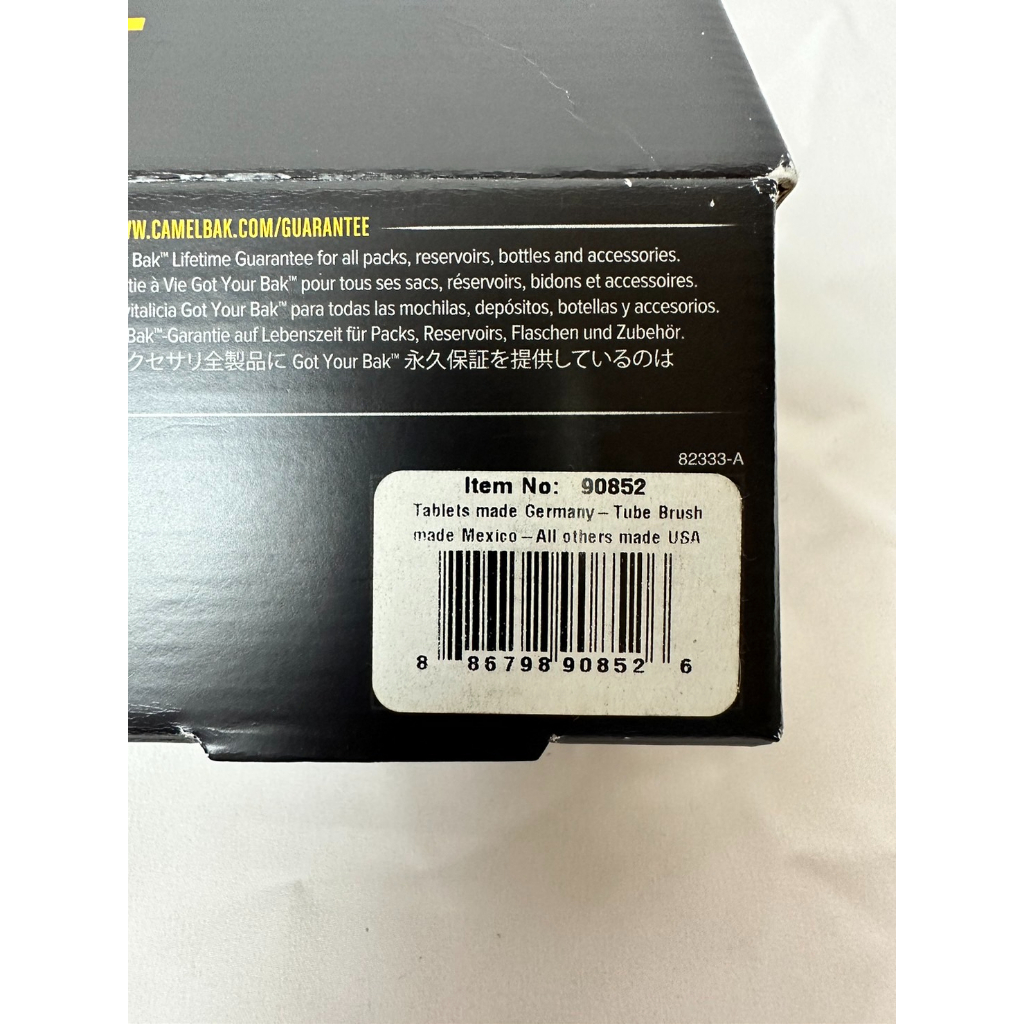 WWW.CAMELBAK.COM/GUARANTEE
Bak™ Lifetime Guarantee for all packs, reservoirs, bottles and accessories.
tie à Vie Got Your Bak™ pour tous ses sacs, réservoirs, bidons et accessoires.
vitalicia Got Your Bak™ para todas las mochilas, depósitos, botellas y accesorios.
Bak™-Garantie auf Lebenszeit für Packs, Reservoirs, Flaschen und Zubehör.
クセサリ全製品に Got Your Bak™ 永久保証を提供しているのは
82333-A
Item No: 90852
Tablets made Germany – Tube Brush
made Mexico – All others made USA
8 86798 90852 6